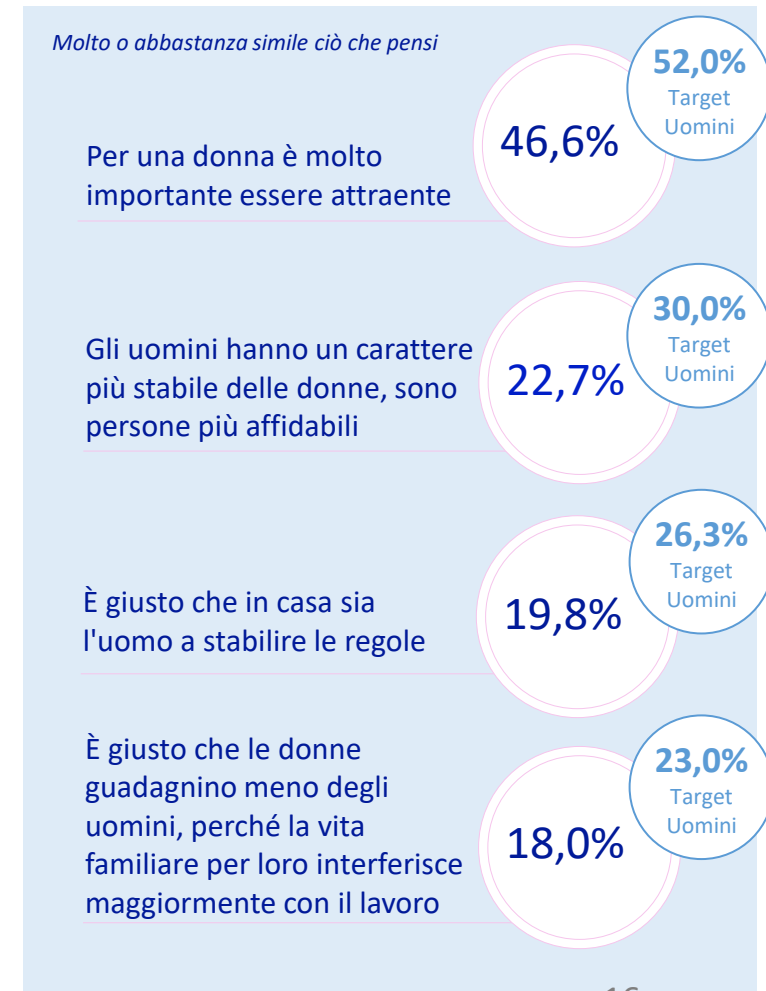 Molto o abbastanza simile ciò che pensi
52,0%
Target
Uomini
46,6%
Per una donna è molto
importante essere attraente
30,0%
Target
Uomini
Gli uomini hanno un carattere
più stabile delle donne, sono
persone più affidabili
22,7%
26,3%
Target
Uomini
È giusto che in casa sia
l'uomo a stabilire le regole
19,8%
È giusto che le donne
guadagnino meno degli
uomini, perché la vita
familiare per loro interferisce
maggiormente con il lavoro
23,0%
Target
Uomini
18,0%